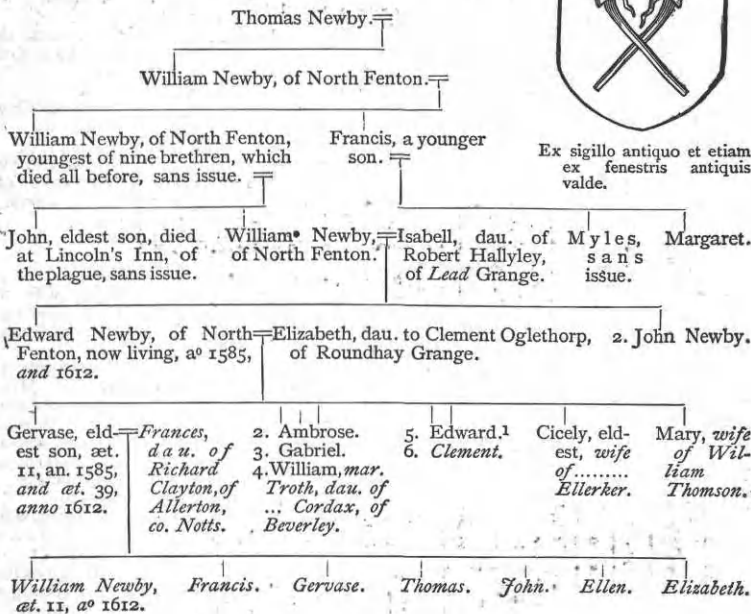 Thomas Newby.
William Newby, of North Fenton.
William Newby, of North Fenton,
youngest of nine brethren, which
died all before, sans issue.
Francis, a younger
son.
Ex sigillo antiquo et etiam
ex fenestris antiquis
valde.
John, eldest son, died
at Lincoln's Inn, of
the plague, sans issue.
William Newby,
of North Fenton.
Isabell, dau. of
Robert Hallyley,
of Lead Grange.
Myles,
sans
issue.
Margaret.
Edward Newby, of North
Fenton, now living, aº 1585,
and 1612.
Elizabeth, dau. to Clement Oglethorp,
of Roundhay Grange.
2. John Newby.
Gervase, eld-
est son, æt.
11, an. 1585,
and æt. 39,
anno 1612.
Frances,
dau. of
Richard
Clayton, of
Allerton,
co. Notts.
2. Ambrose.
3. Gabriel.
4. William, mar.
Troth, dau. of
... Cordax, of
Beverley.
5. Edward.¹
6. Clement.
Cicely, eld-
est, wife
of.........
Ellerker.
Mary, wife
of Wil-
liam
Thomson.
William Newby,
æt. 11, aº 1612.
Francis.
Gervase.
Thomas.
John.
Ellen.
Elizabeth.